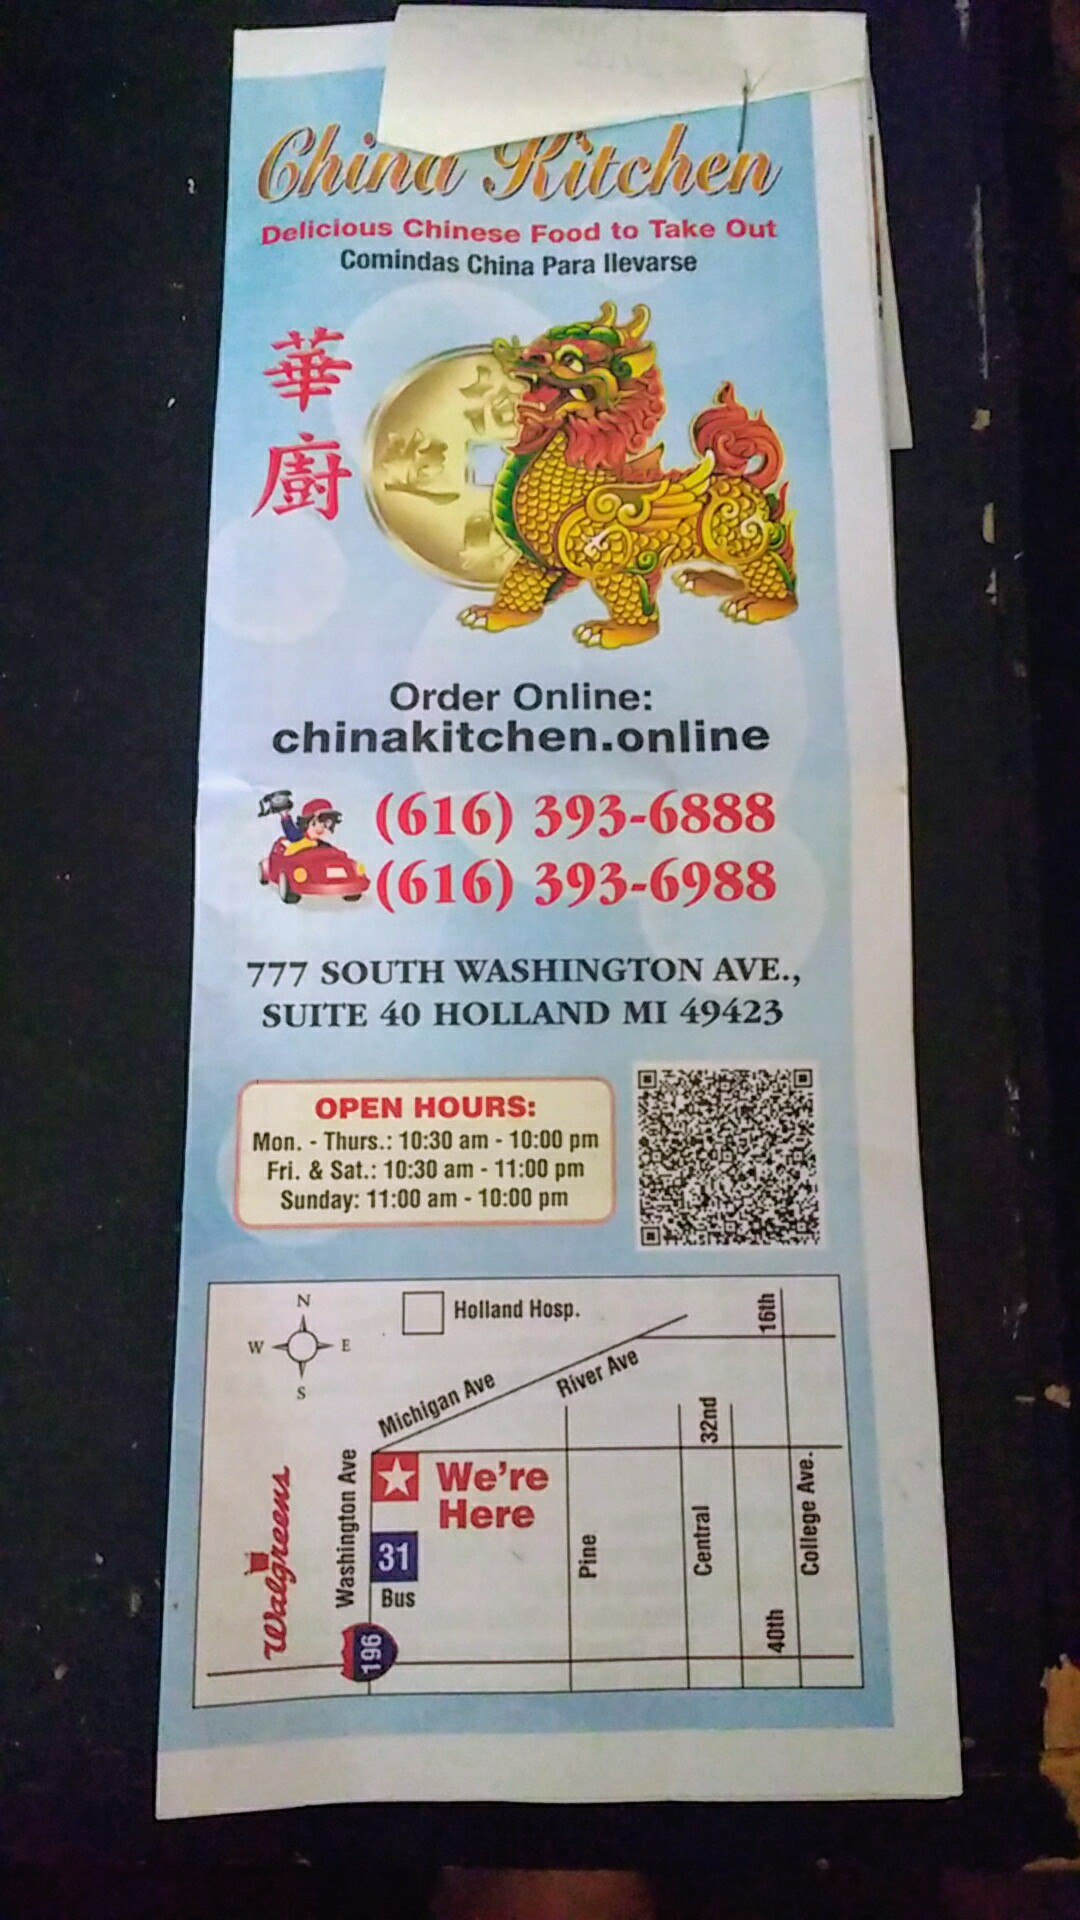 China Kitchen
Delicious Chinese Food to Take Out
Comindas China Para llevarse
華
廚
Order Online:
chinakitchen.online
(616) 393-6888
(616) 393-6988
777 SOUTH WASHINGTON AVE.,
SUITE 40 HOLLAND MI 49423
OPEN HOURS:
Mon. - Thurs.: 10:30 am - 10:00 pm
Fri. & Sat.: 10:30 am - 11:00 pm
Sunday: 11:00 am - 10:00 pm
N
W E
S
Holland Hosp.
16th
Michigan Ave
River Ave
32nd
Walgreens
Washington Ave
We're
Here
31
Bus
196
Pine
Central
College Ave.
40th